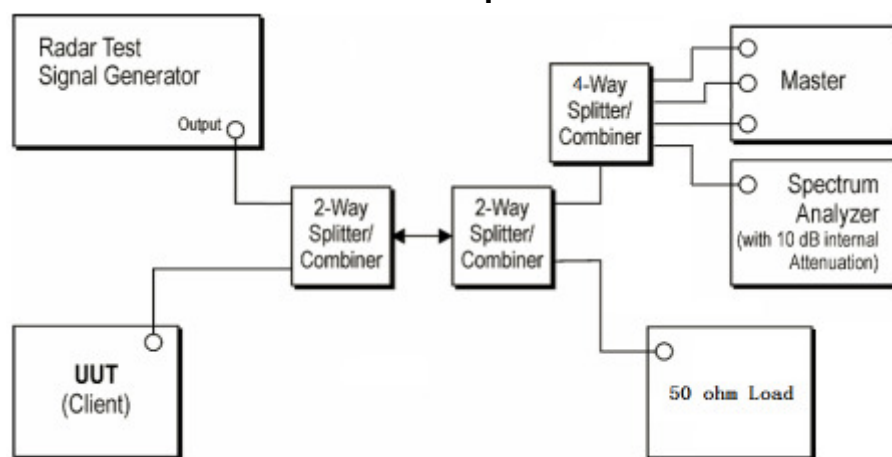 Radar Test
Signal Generator
Output
4-Way
Splitter/
Combiner
Master
2-Way
Splitter/
Combiner
2-Way
Splitter/
Combiner
Spectrum
Analyzer
(with 10 dB internal
Attenuation)
UUT
(Client)
50 ohm Load